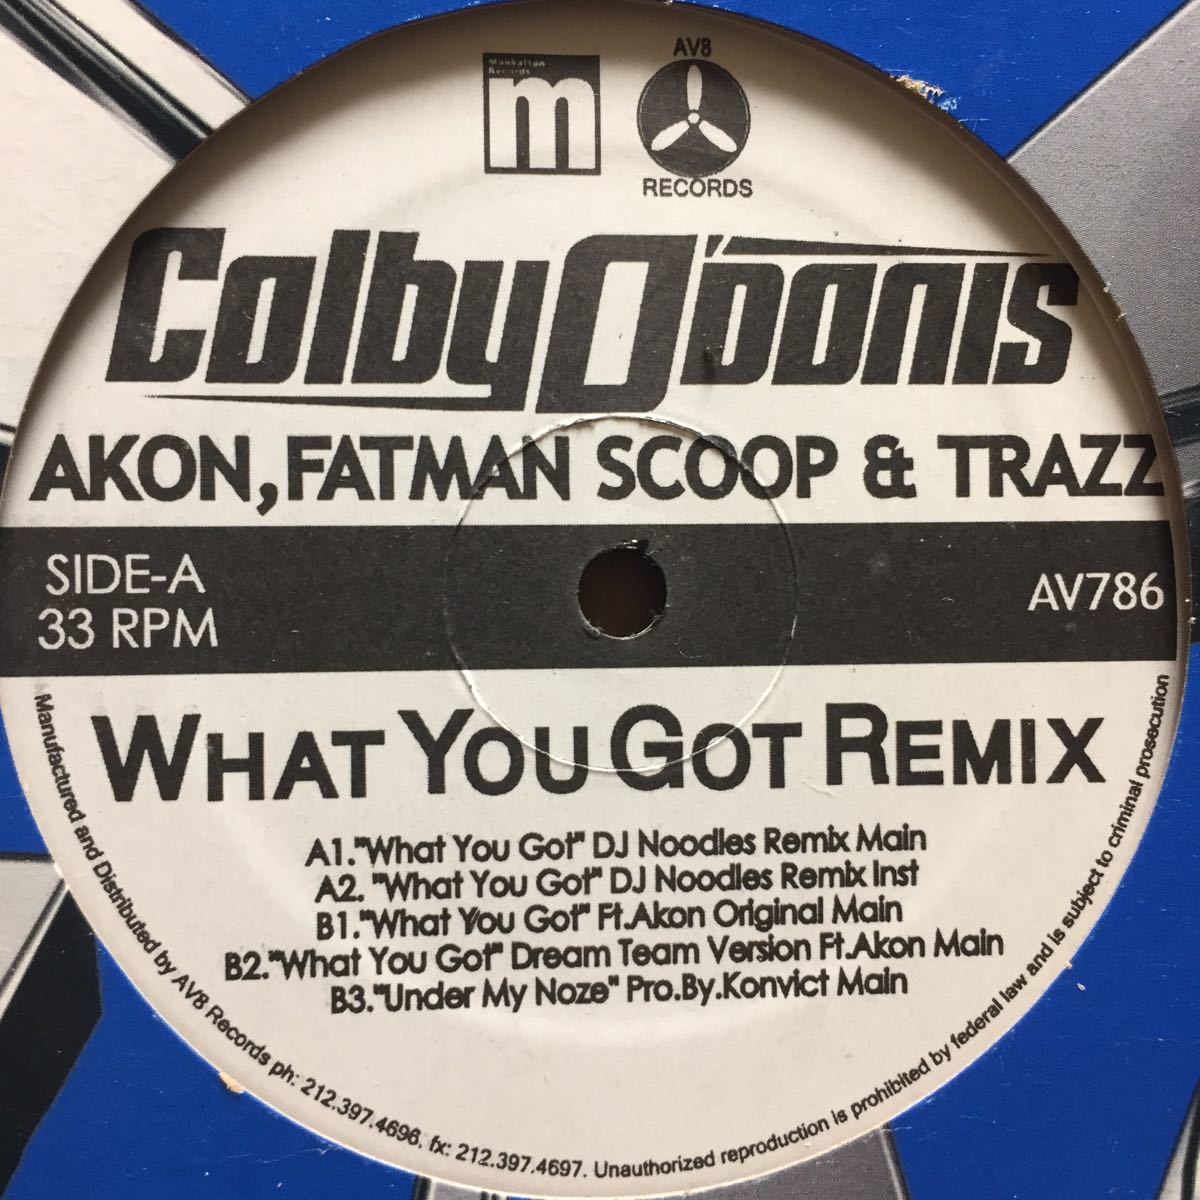 Manhattan
Records
m
AV8
RECORDS
Colby O'Donis
AKON, FATMAN SCOOP & TRAZZ
SIDE-A
33 RPM
AV786
WHAT YOU GOT REMIX
A1."What You Got" DJ Noodles Remix Main
A2. "What You Got" DJ Noodles Remix Inst
B1."What You Got" Ft.Akon Original Main
B2."What You Got" Dream Team Version Ft.Akon Main
B3."Under My Noze" Pro.By.Konvict Main
Manufactured and Distributed by AV8 Records ph: 212.397.4696, fx: 212.397.4697. Unauthorized reproduction is prohibited by federal law and is subject to criminal prosecution